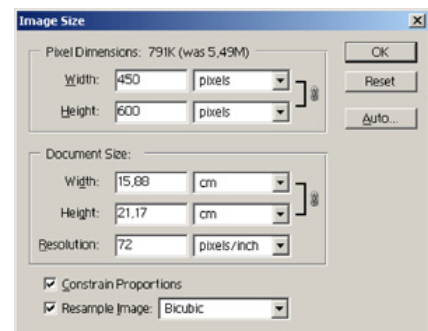 Image Size
Pixel Dimensions: 791K (was 5,49M)
Width: 450 pixels
Height: 600 pixels
OK
Reset
Auto...
Document Size:
Width: 15,88 cm
Height: 21,17 cm
Resolution: 72 pixels/inch
Constrain Proportions
Resample Image: Bicubic